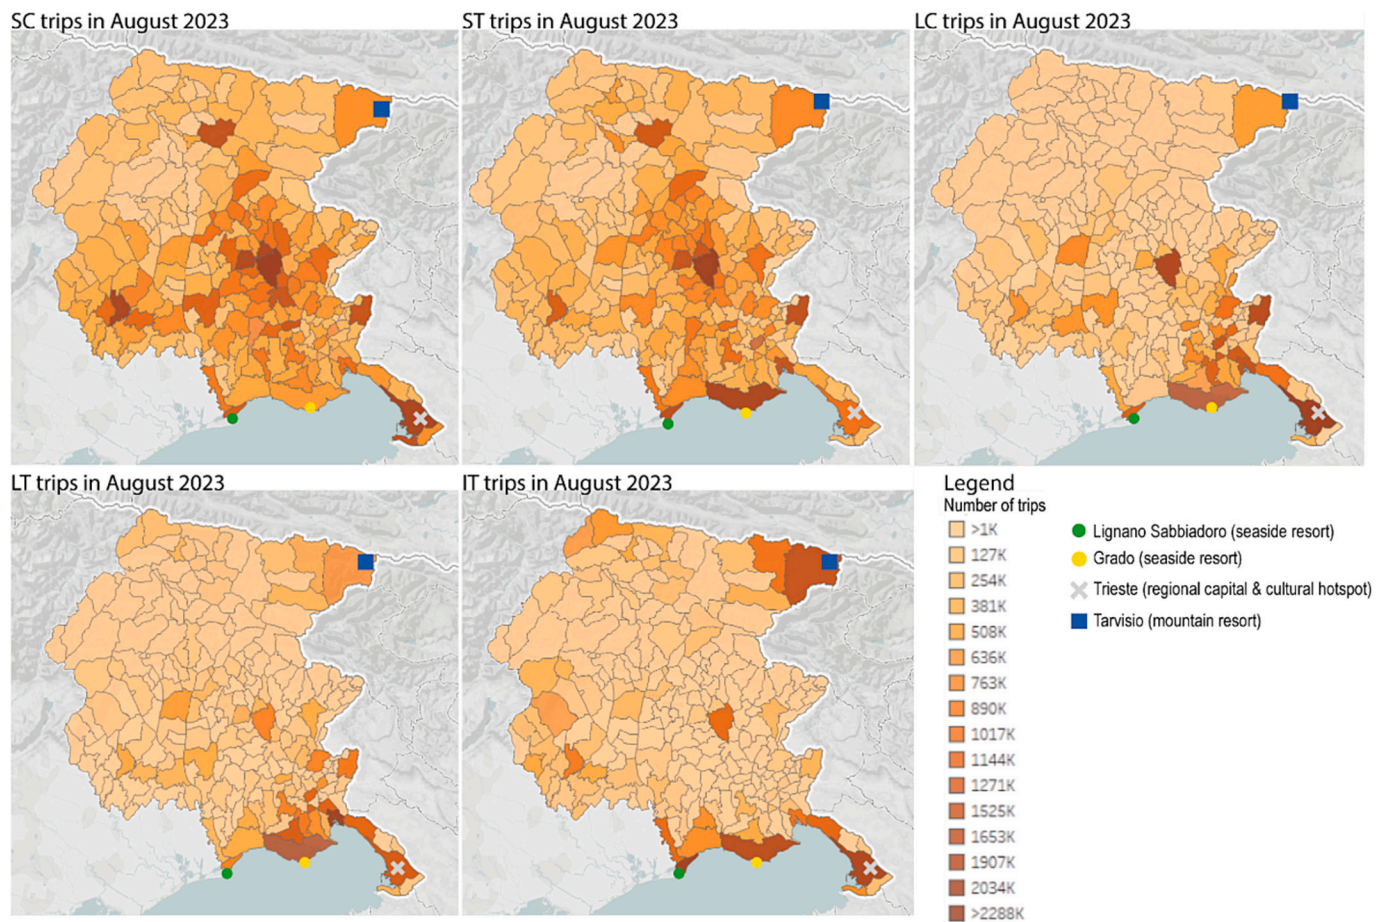 SC trips in August 2023
ST trips in August 2023
LC trips in August 2023
LT trips in August 2023
IT trips in August 2023
Legend
Number of trips
>1K
127K
254K
381K
508K
636K
763K
890K
1017K
1144K
1271K
1525K
1653K
1907K
2034K
>2288K
Lignano Sabbiadoro (seaside resort)
Grado (seaside resort)
Trieste (regional capital & cultural hotspot)
Tarvisio (mountain resort)